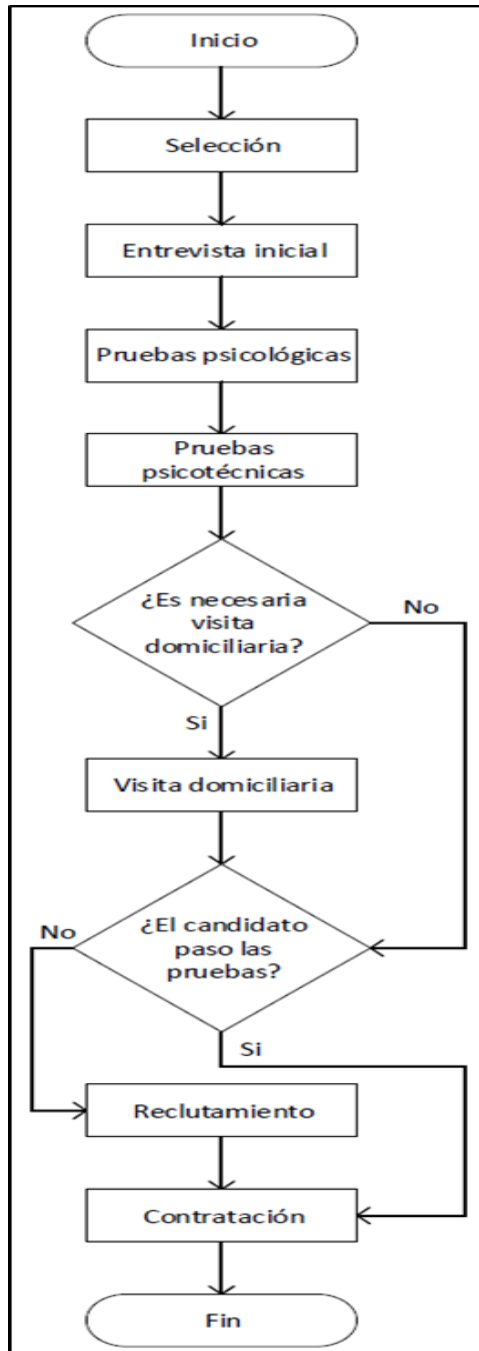 Inicio
Selección
Entrevista inicial
Pruebas psicológicas
Pruebas
psicotécnicas
¿Es necesaria
visita
domiciliaria?
No
Si
Visita domiciliaria
¿El candidato
paso las
pruebas?
No
Si
Reclutamiento
Contratación
Fin